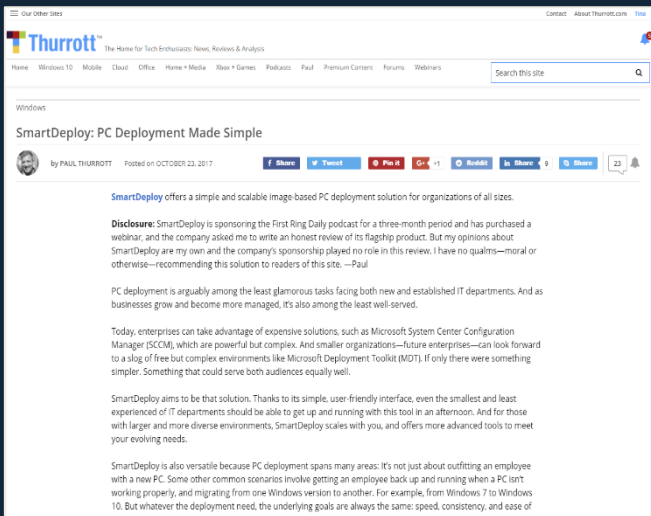 Our Other Sites
Contact About Thurrott.com Tino
Thurrott™ The Home for Tech Enthusiasts: News, Reviews & Analysis
Home Windows 10 Mobile Cloud Office Home + Media Xbox + Games Podcasts Paul Premium Content Forums Webinars
Search this site
Windows
SmartDeploy: PC Deployment Made Simple
by PAUL THURROTT Posted on OCTOBER 23, 2017 f Share Tweet Pin it G+ +1 Reddit in Share 9 Share 23
SmartDeploy offers a simple and scalable image-based PC deployment solution for organizations of all sizes.
Disclosure: SmartDeploy is sponsoring the First Ring Daily podcast for a three-month period and has purchased a
webinar, and the company asked me to write an honest review of its flagship product. But my opinions about
SmartDeploy are my own and the company's sponsorship played no role in this review. I have no qualms—moral or
otherwise—recommending this solution to readers of this site. —Paul
PC deployment is arguably among the least glamorous tasks facing both new and established IT departments. And as
businesses grow and become more managed, it's also among the least well-served.
Today, enterprises can take advantage of expensive solutions, such as Microsoft System Center Configuration
Manager (SCCM), which are powerful but complex. And smaller organizations—future enterprises—can look forward
to a slog of free but complex environments like Microsoft Deployment Toolkit (MDT). If only there were something
simpler. Something that could serve both audiences equally well.
SmartDeploy aims to be that solution. Thanks to its simple, user-friendly interface, even the smallest and least
experienced of IT departments should be able to get up and running with this tool in an afternoon. And for those
with larger and more diverse environments, SmartDeploy scales with you, and offers more advanced tools to meet
your evolving needs.
SmartDeploy is also versatile because PC deployment spans many areas: It's not just about outfitting an employee
with a new PC. Some other common scenarios involve getting an employee back up and running when a PC isn't
working properly, and migrating from one Windows version to another. For example, from Windows 7 to Windows
10. But whatever the deployment need, the underlying goals are always the same: speed, consistency, and ease of